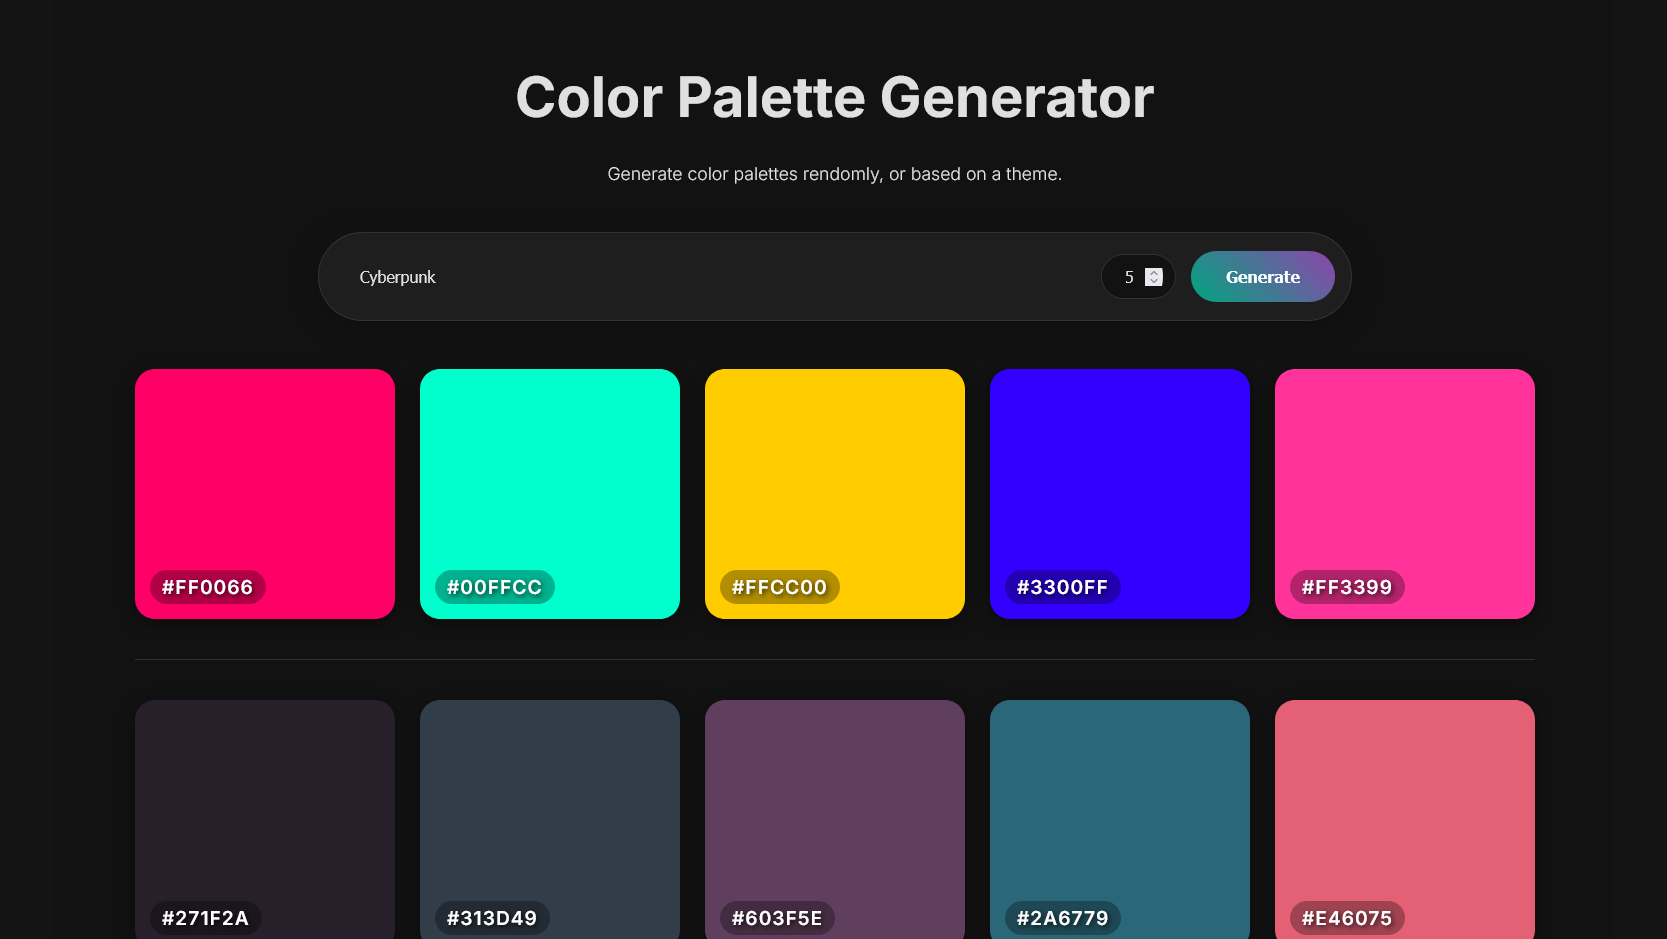 Color Palette Generator
Generate color palettes rendomly, or based on a theme.
Cyberpunk 5 Generate
#FF0066 #00FFCC #FFCC00 #3300FF #FF3399
#271F2A #313D49 #603F5E #2A6779 #E46075